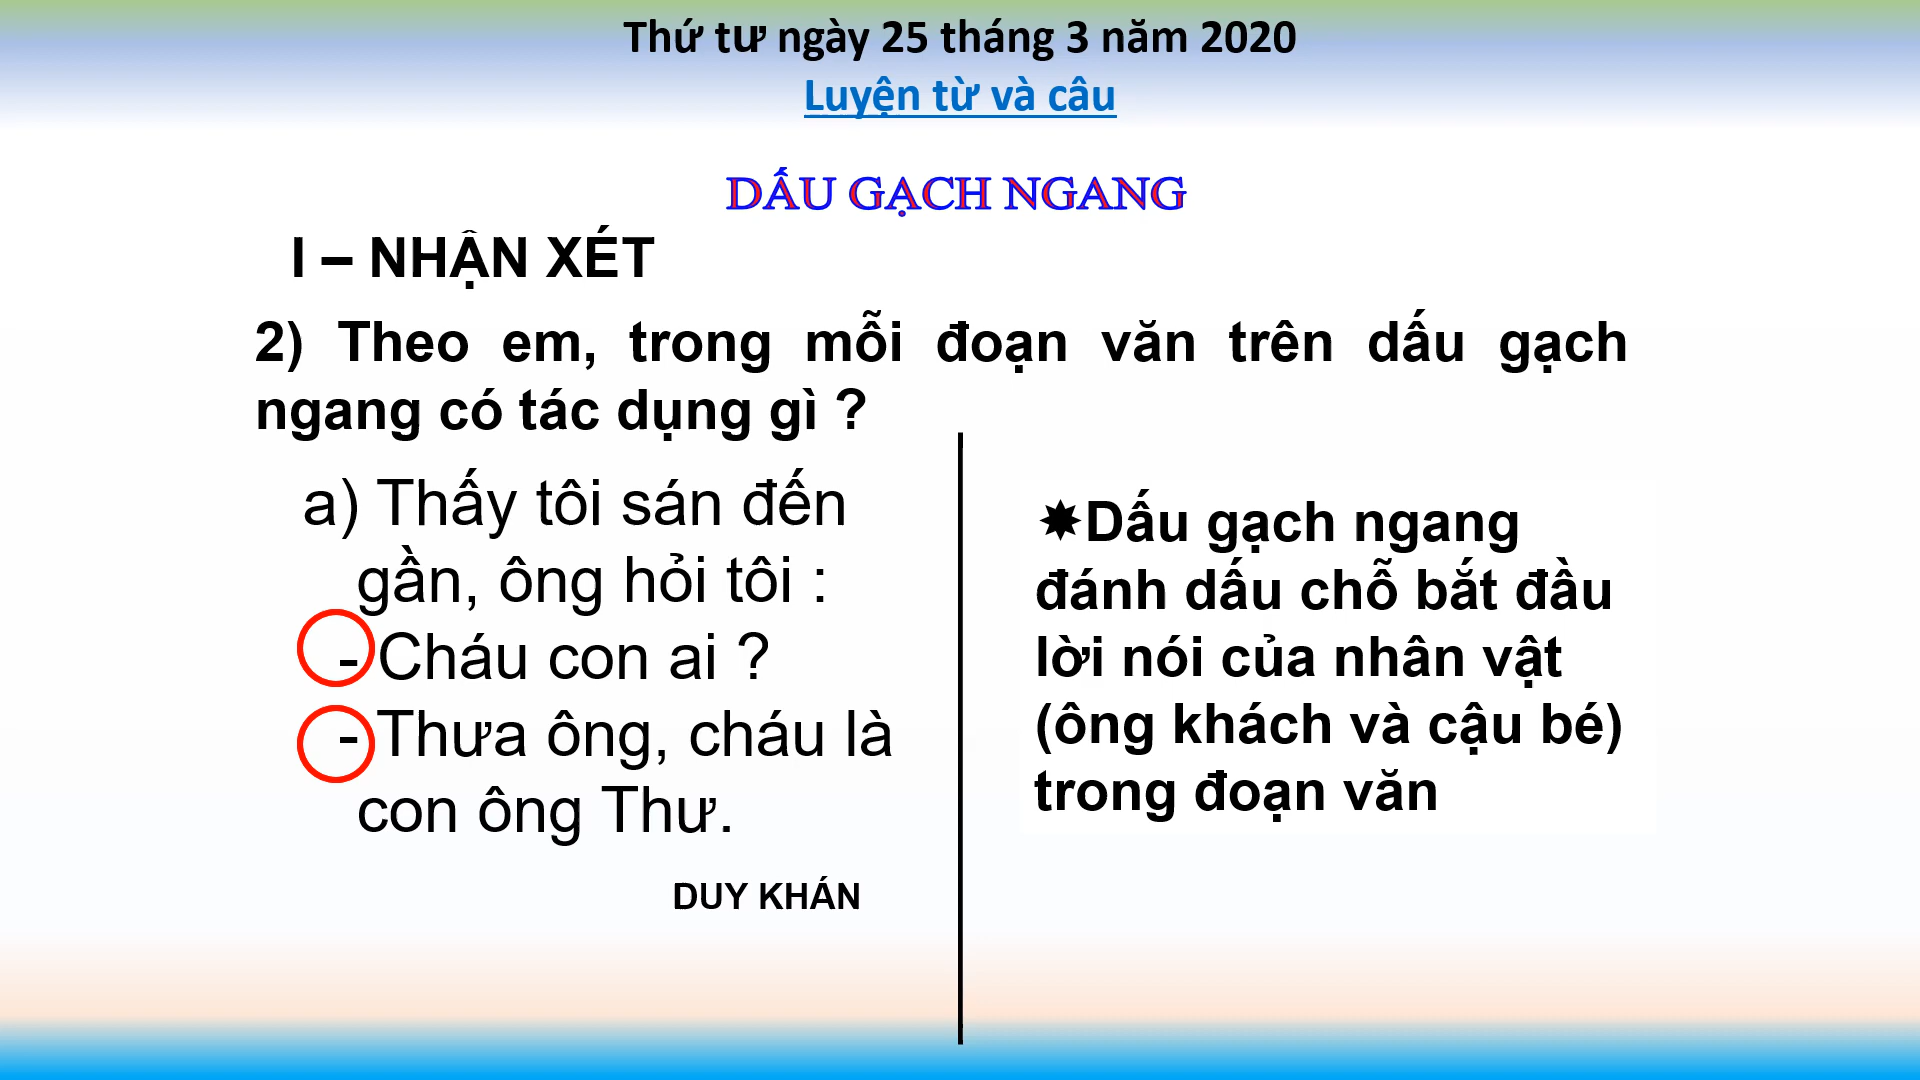 Thứ tư ngày 25 tháng 3 năm 2020
Luyện từ và câu
DẤU GẠCH NGANG
I – NHẬN XÉT
2) Theo em, trong mỗi đoạn văn trên dấu gạch
ngang có tác dụng gì ?
a) Thấy tôi sán đến
gần, ông hỏi tôi :
- Cháu con ai ?
- Thưa ông, cháu là
con ông Thư.
DUY KHÁN
✸Dấu gạch ngang
đánh dấu chỗ bắt đầu
lời nói của nhân vật
(ông khách và cậu bé)
trong đoạn văn